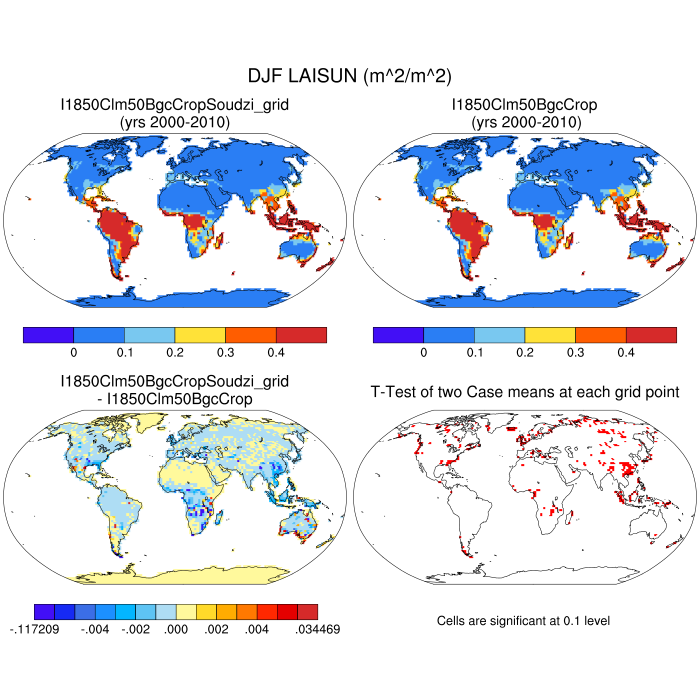 DJF LAISUN (m^2/m^2)
I1850Clm50BgcCropSoudzi_grid
(yrs 2000-2010)
I1850Clm50BgcCrop
(yrs 2000-2010)
0 0.1 0.2 0.3 0.4
0 0.1 0.2 0.3 0.4
I1850Clm50BgcCropSoudzi_grid
- I1850Clm50BgcCrop
T-Test of two Case means at each grid point
-.117209 -.004 -.002 .000 .002 .004 .034469
Cells are significant at 0.1 level